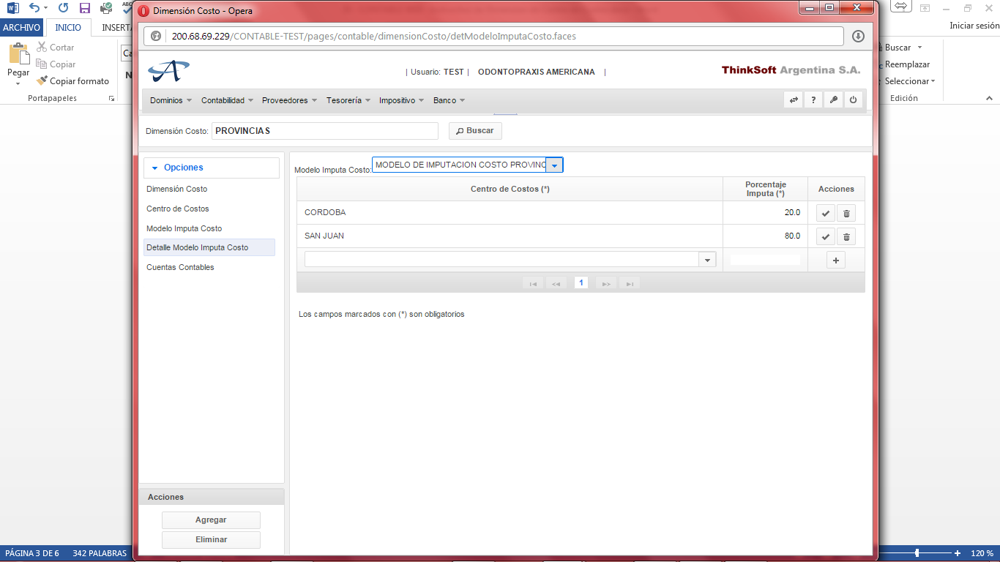 Dimensión Costo - Opera
ARCHIVO INICIO INSERT
Iniciar sesión
200.68.69.229/CONTABLE-TEST/pages/contable/dimensionCosto/detModeloImputaCosto.faces
Pegar
Cortar
Copiar
Copiar formato
Portapapeles
Buscar
Reemplazar
Seleccionar
Edición
| Usuario: TEST | ODONTOPRAXIS AMERICANA |
ThinkSoft Argentina S.A.
Dominios Contabilidad Proveedores Tesorería Impositivo Banco ?
Dimensión Costo: PROVINCIAS Buscar
Opciones
Dimensión Costo
Centro de Costos
Modelo Imputa Costo
Detalle Modelo Imputa Costo
Cuentas Contables
Modelo Imputa Costo: MODELO DE IMPUTACION COSTO PROVINC
Centro de Costos (*) Porcentaje Imputa (*) Acciones
CORDOBA 20.0
SAN JUAN 80.0
1
Los campos marcados con (*) son obligatorios
Acciones
Agregar
Eliminar
PÁGINA 3 DE 6 342 PALABRAS 120 %